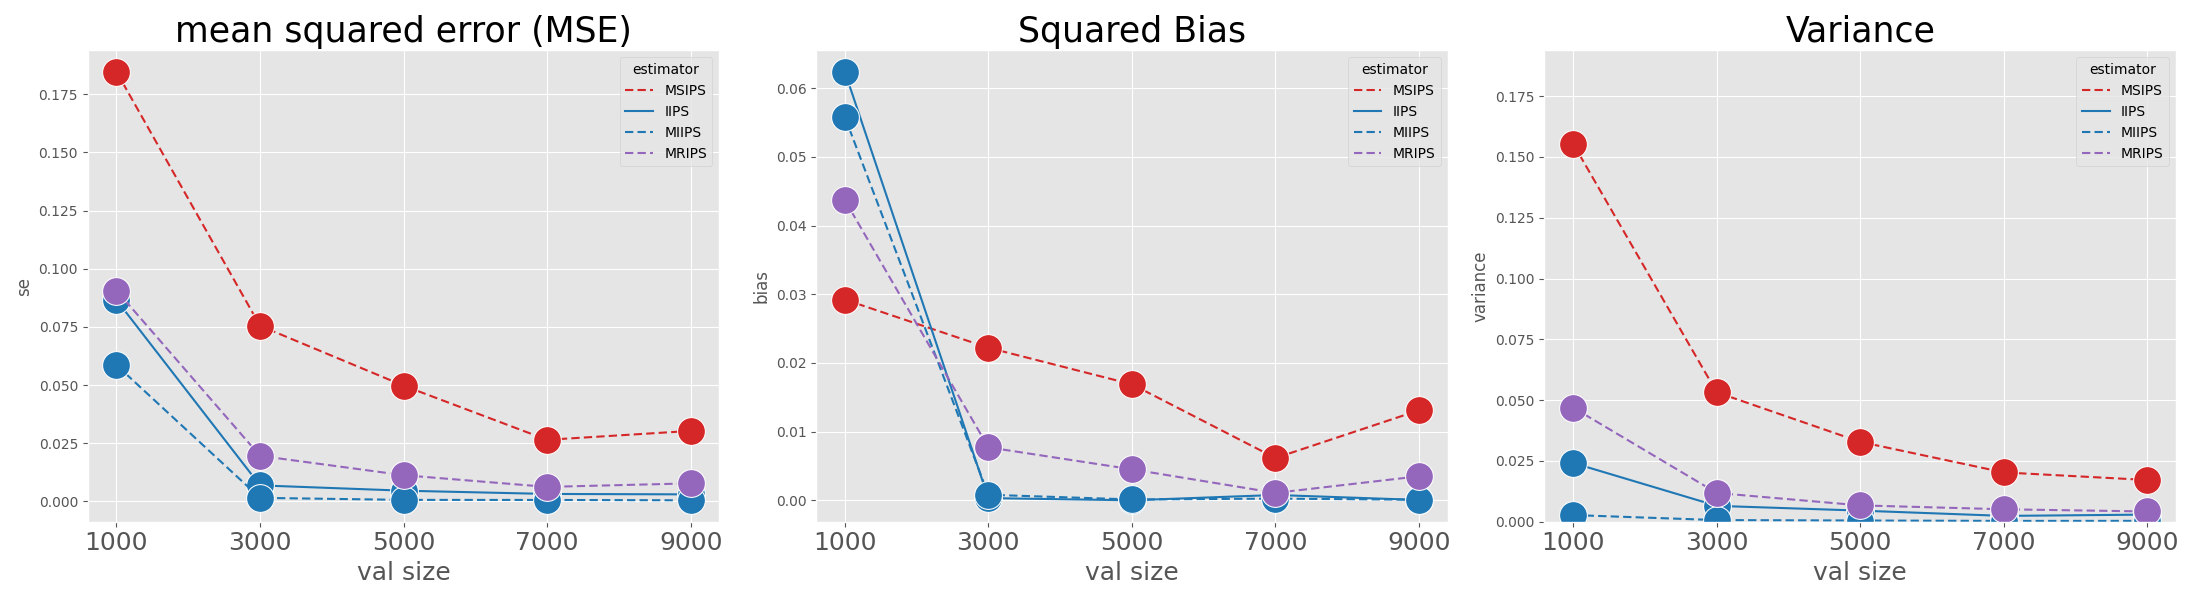 mean squared error (MSE)
se
0.175
0.150
0.125
0.100
0.075
0.050
0.025
0.000
1000 3000 5000 7000 9000
val size
estimator
MSIPS
IIPS
MIIPS
MRIPS
Squared Bias
bias
0.06
0.05
0.04
0.03
0.02
0.01
0.00
1000 3000 5000 7000 9000
val size
estimator
MSIPS
IIPS
MIIPS
MRIPS
Variance
variance
0.175
0.150
0.125
0.100
0.075
0.050
0.025
0.000
1000 3000 5000 7000 9000
val size
estimator
MSIPS
IIPS
MIIPS
MRIPS